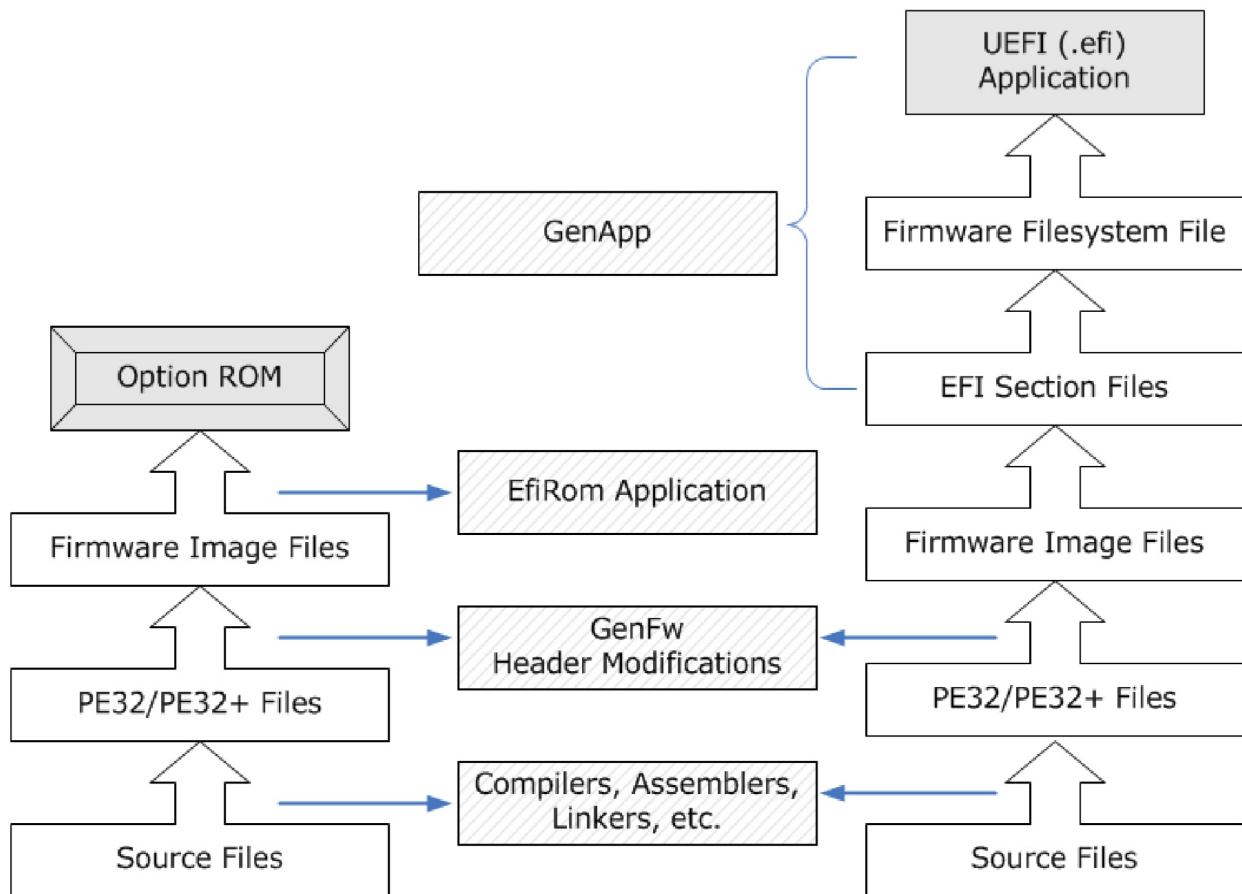 UEFI (.efi)
Application
GenApp
Firmware Filesystem File
Option ROM
EFI Section Files
EfiRom Application
Firmware Image Files
Firmware Image Files
GenFw
Header Modifications
PE32/PE32+ Files
PE32/PE32+ Files
Compilers, Assemblers,
Linkers, etc.
Source Files
Source Files